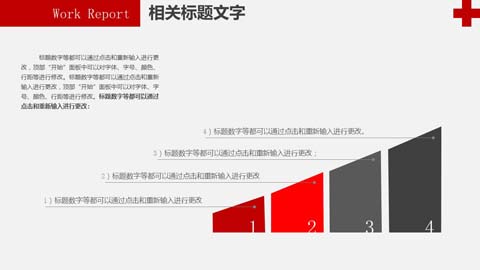 Work Report
相关标题文字
标题数字等都可以通过点击和重新输入进行更
改，顶部“开始”面板中可以对字体、字号、颜色、
行距等进行修改。标题数字等都可以通过点击和重新
输入进行更改，顶部“开始”面板中可以对字体、字
号、颜色、行距等进行修改。标题数字等都可以通过
点击和重新输入进行更改：
4）标题数字等都可以通过点击和重新输入进行更改。
3）标题数字等都可以通过点击和重新输入进行更改；
2）标题数字等都可以通过点击和重新输入进行更改
1）标题数字等都可以通过点击和重新输入进行更改
1 2 3 4